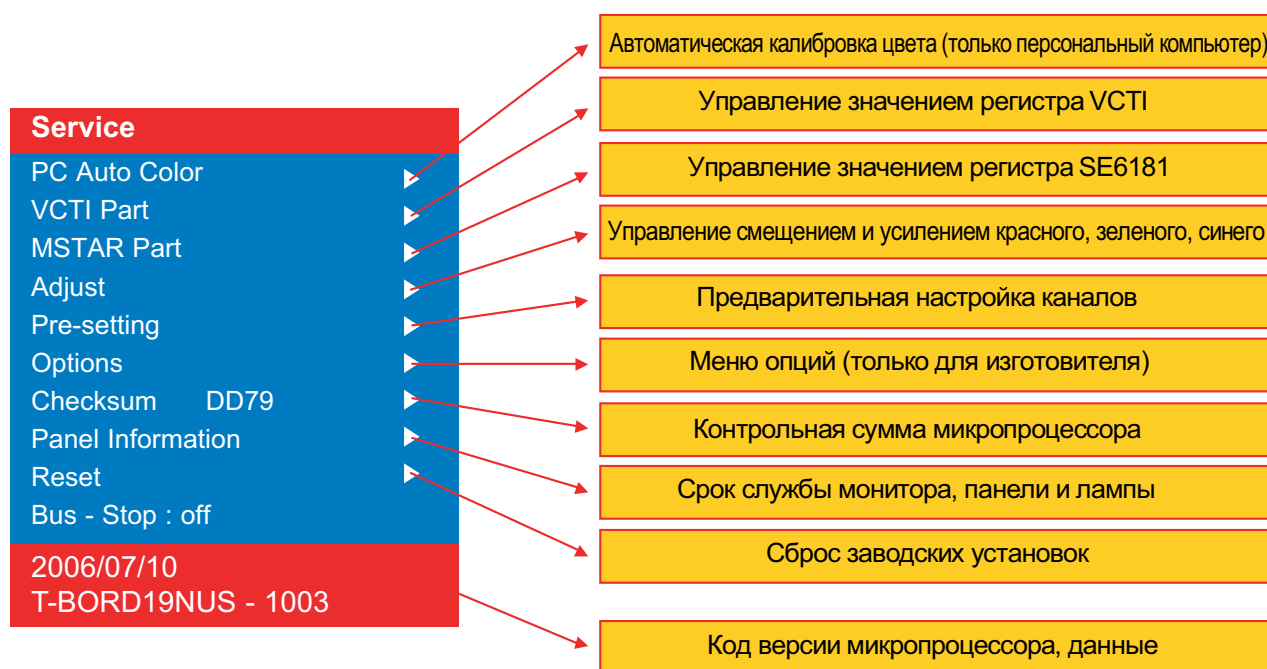 Service
PC Auto Color
VCTI Part
MSTAR Part
Adjust
Pre-setting
Options
Checksum DD79
Panel Information
Reset
Bus - Stop : off
2006/07/10
T-BORD19NUS - 1003
Автоматическая калибровка цвета (только персональный компьютер)
Управление значением регистра VCTI
Управление значением регистра SE6181
Управление смещением и усилением красного, зеленого, синего
Предварительная настройка каналов
Меню опций (только для изготовителя)
Контрольная сумма микропроцессора
Срок службы монитора, панели и лампы
Сброс заводских установок
Код версии микропроцессора, данные